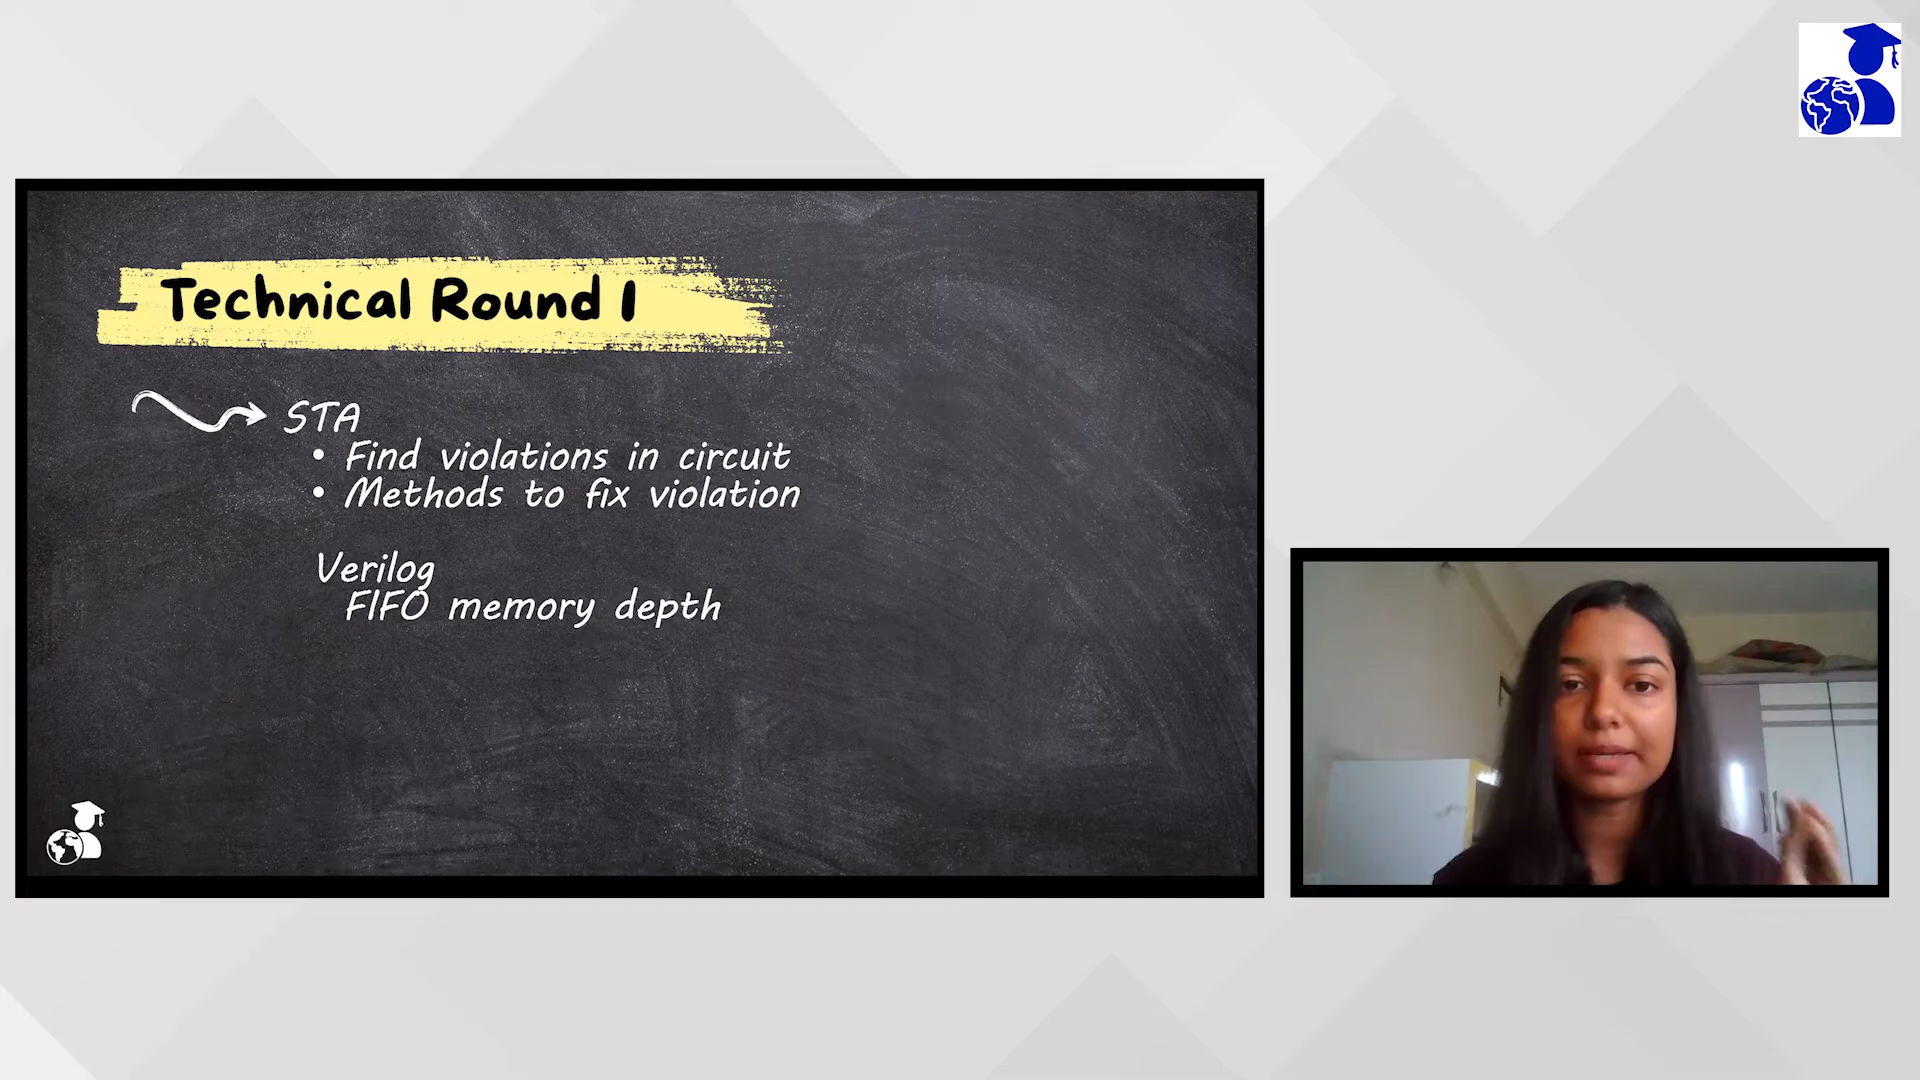 Technical Round 1
STA
• Find violations in circuit
• Methods to fix violation
Verilog
FIFO memory depth